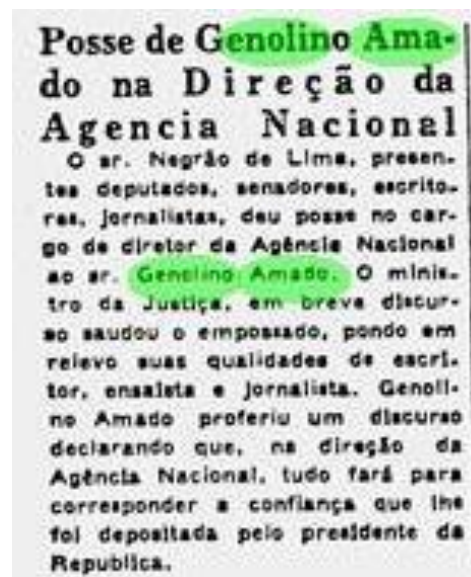 Posse de Genolino Ama-
do na Direção da
Agencia Nacional
O sr. Negrão de Lima, presen-
tes deputados, senadores, escrito-
res, jornalistas, deu posse no car-
go de diretor da Agência Nacional
ao sr. Genolino Amado. O minis-
tro da Justiça, em breve discur-
so saudou o empossado, pondo em
relevo suas qualidades de escri-
tor, ensaista e jornalista. Genoli-
no Amado proferiu um discurso
declarando que, na direção da
Agência Nacional, tudo fará para
corresponder a confiança que lhe
foi depositada pelo presidente da
Republica.